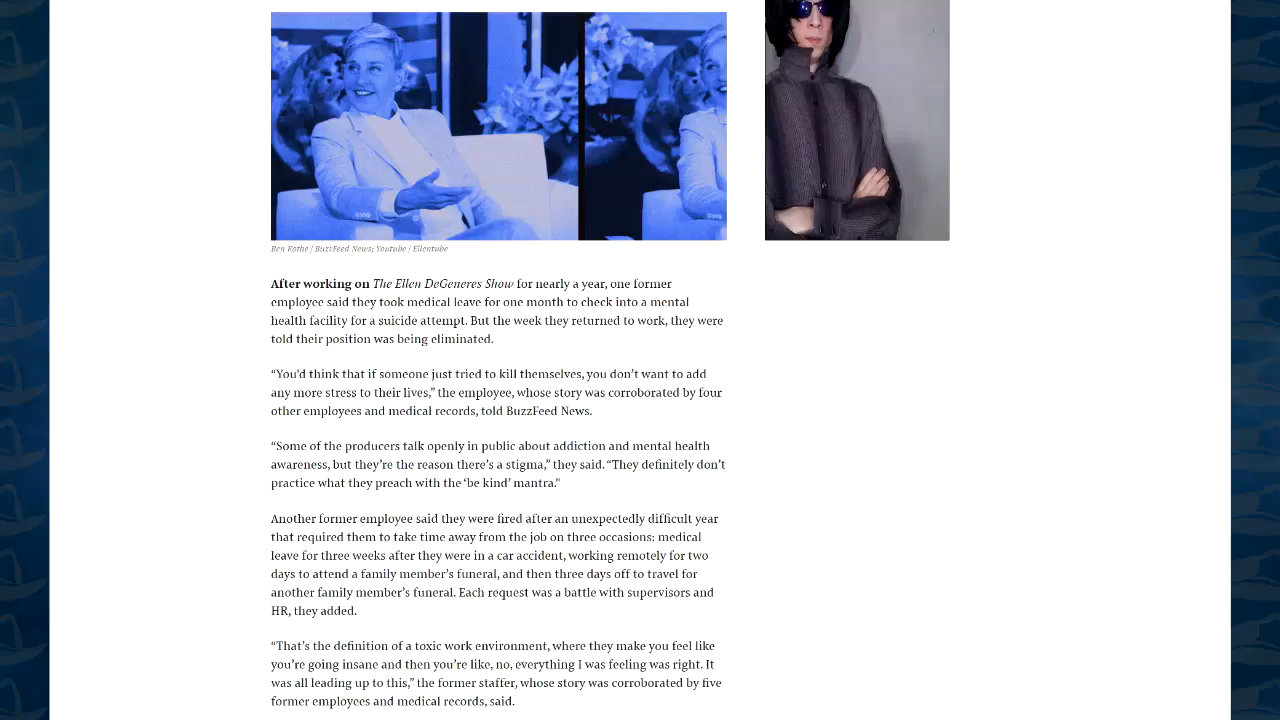 Ben Kothe / BuzzFeed News; Youtube / Ellentube
After working on The Ellen DeGeneres Show for nearly a year, one former
employee said they took medical leave for one month to check into a mental
health facility for a suicide attempt. But the week they returned to work, they were
told their position was being eliminated.
“You'd think that if someone just tried to kill themselves, you don’t want to add
any more stress to their lives,” the employee, whose story was corroborated by four
other employees and medical records, told BuzzFeed News.
“Some of the producers talk openly in public about addiction and mental health
awareness, but they’re the reason there’s a stigma,” they said. “They definitely don’t
practice what they preach with the ‘be kind’ mantra."
Another former employee said they were fired after an unexpectedly difficult year
that required them to take time away from the job on three occasions: medical
leave for three weeks after they were in a car accident, working remotely for two
days to attend a family member’s funeral, and then three days off to travel for
another family member’s funeral. Each request was a battle with supervisors and
HR, they added.
“That’s the definition of a toxic work environment, where they make you feel like
you’re going insane and then you’re like, no, everything I was feeling was right. It
was all leading up to this,” the former staffer, whose story was corroborated by five
former employees and medical records, said.